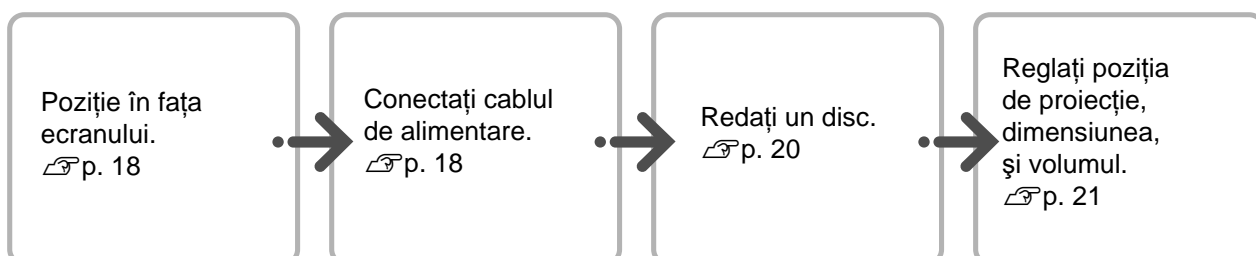 Poziție în fața
ecranului.
☞p. 18
Conectați cablul
de alimentare.
☞p. 18
Redați un disc.
☞p. 20
Reglați poziția
de proiecție,
dimensiunea,
şi volumul.
☞p. 21